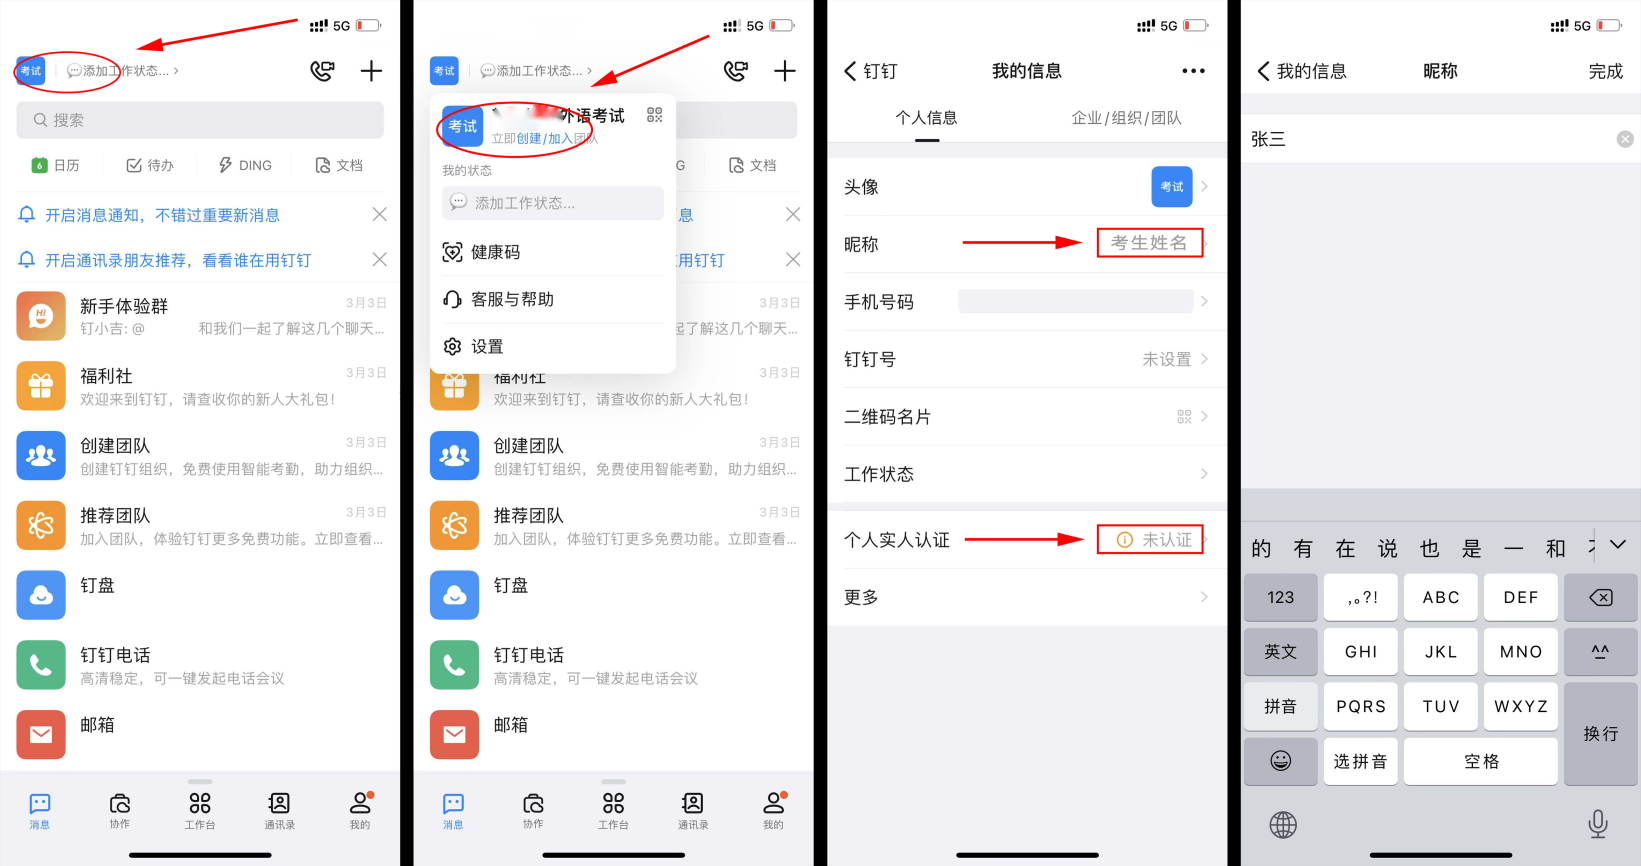 5G
考试
添加工作状态... >
搜索
6 日历
待办
DING
文档
开启消息通知，不错过重要新消息
开启通讯录朋友推荐，看看谁在用钉钉
HI
新手体验群
3月3日
钉小吉: @ 和我们一起了解这几个聊天...
福利社
3月3日
欢迎来到钉钉，请查收你的新人大礼包！
创建团队
3月3日
创建钉钉组织，免费使用智能考勤，助力组织...
推荐团队
3月3日
加入团队，体验钉钉更多免费功能。立即查看...
钉盘
钉钉电话
高清稳定，可一键发起电话会议
邮箱
消息
协作
工作台
通讯录
我的
5G
考试
添加工作状态... >
考试
外语考试
立即创建/加入团队
我的状态
添加工作状态...
健康码
客服与帮助
设置
G
文档
息
用钉钉
3月3日
起了解这几个聊天...
福利社
3月3日
欢迎来到钉钉，请查收你的新人大礼包！
创建团队
3月3日
创建钉钉组织，免费使用智能考勤，助力组织...
推荐团队
3月3日
加入团队，体验钉钉更多免费功能。立即查看...
钉盘
钉钉电话
高清稳定，可一键发起电话会议
邮箱
消息
协作
工作台
通讯录
我的
5G
钉钉
我的信息
个人信息
企业/组织/团队
头像
考试
昵称
考生姓名
手机号码
钉钉号
未设置
二维码名片
工作状态
个人实人认证
未认证
更多
5G
我的信息
昵称
完成
张三
的 有 在 说 也 是 一 和
123
,。?!
ABC
DEF
英文
GHI
JKL
MNO
^^
拼音
PQRS
TUV
WXYZ
换行
选拼音
空格